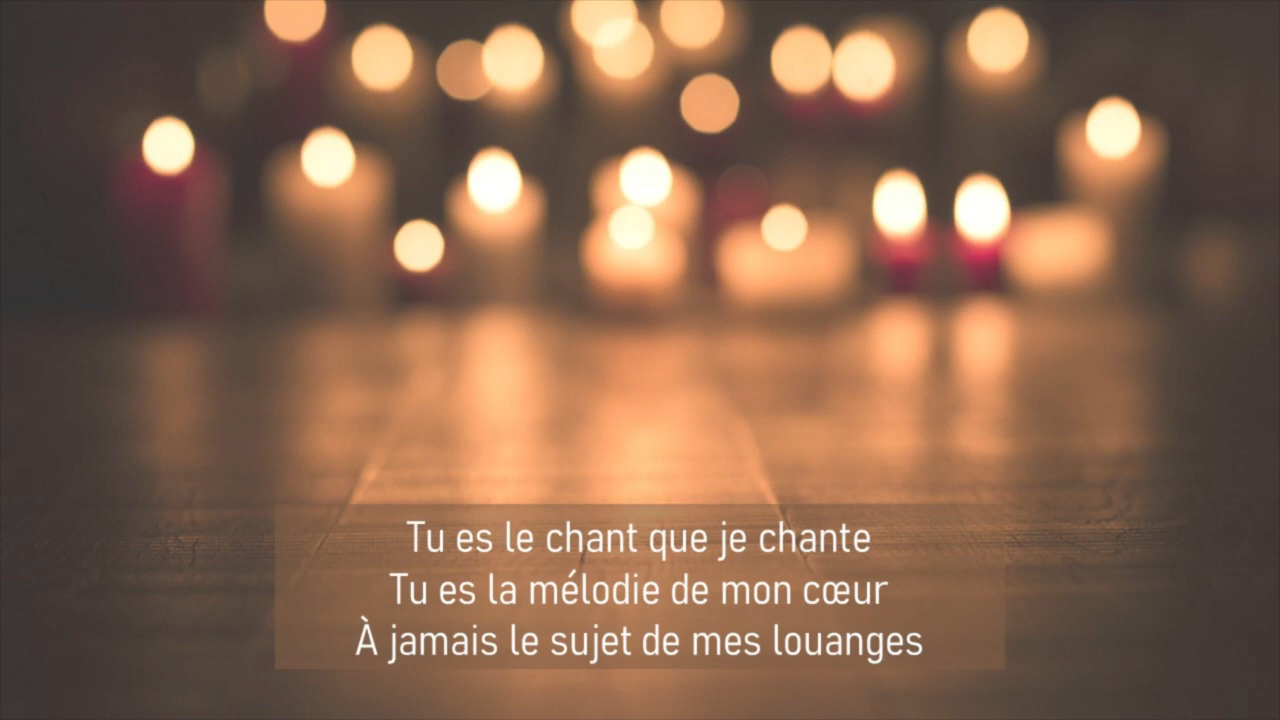 Tu es le chant que je chante
Tu es la mélodie de mon cœur
À jamais le sujet de mes louanges